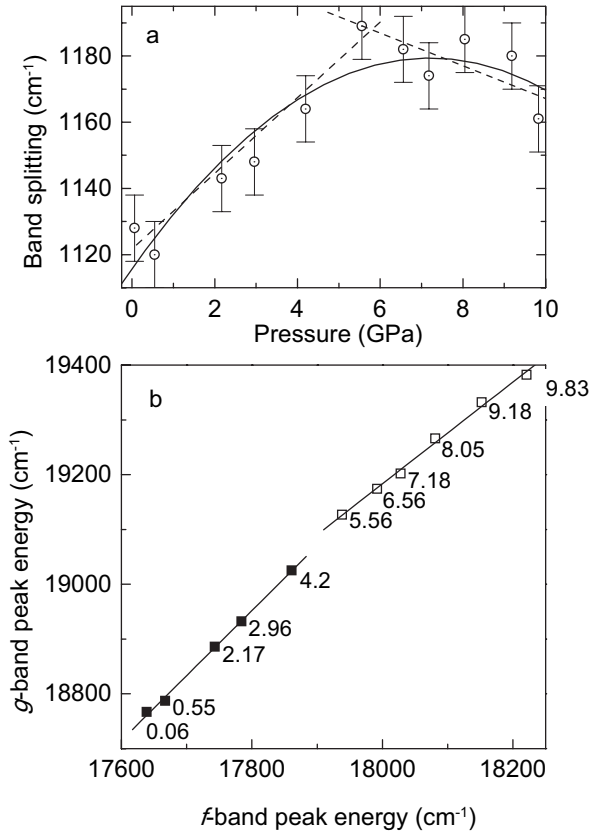 a
1180
1160
1140
1120
Band splitting (cm⁻¹)
0 2 4 6 8 10
Pressure (GPa)
b
19400
19200
19000
18800
g-band peak energy (cm⁻¹)
9.83
9.18
8.05
7.18
6.56
5.56
4.2
2.96
2.17
0.55
0.06
17600 17800 18000 18200
f-band peak energy (cm⁻¹)